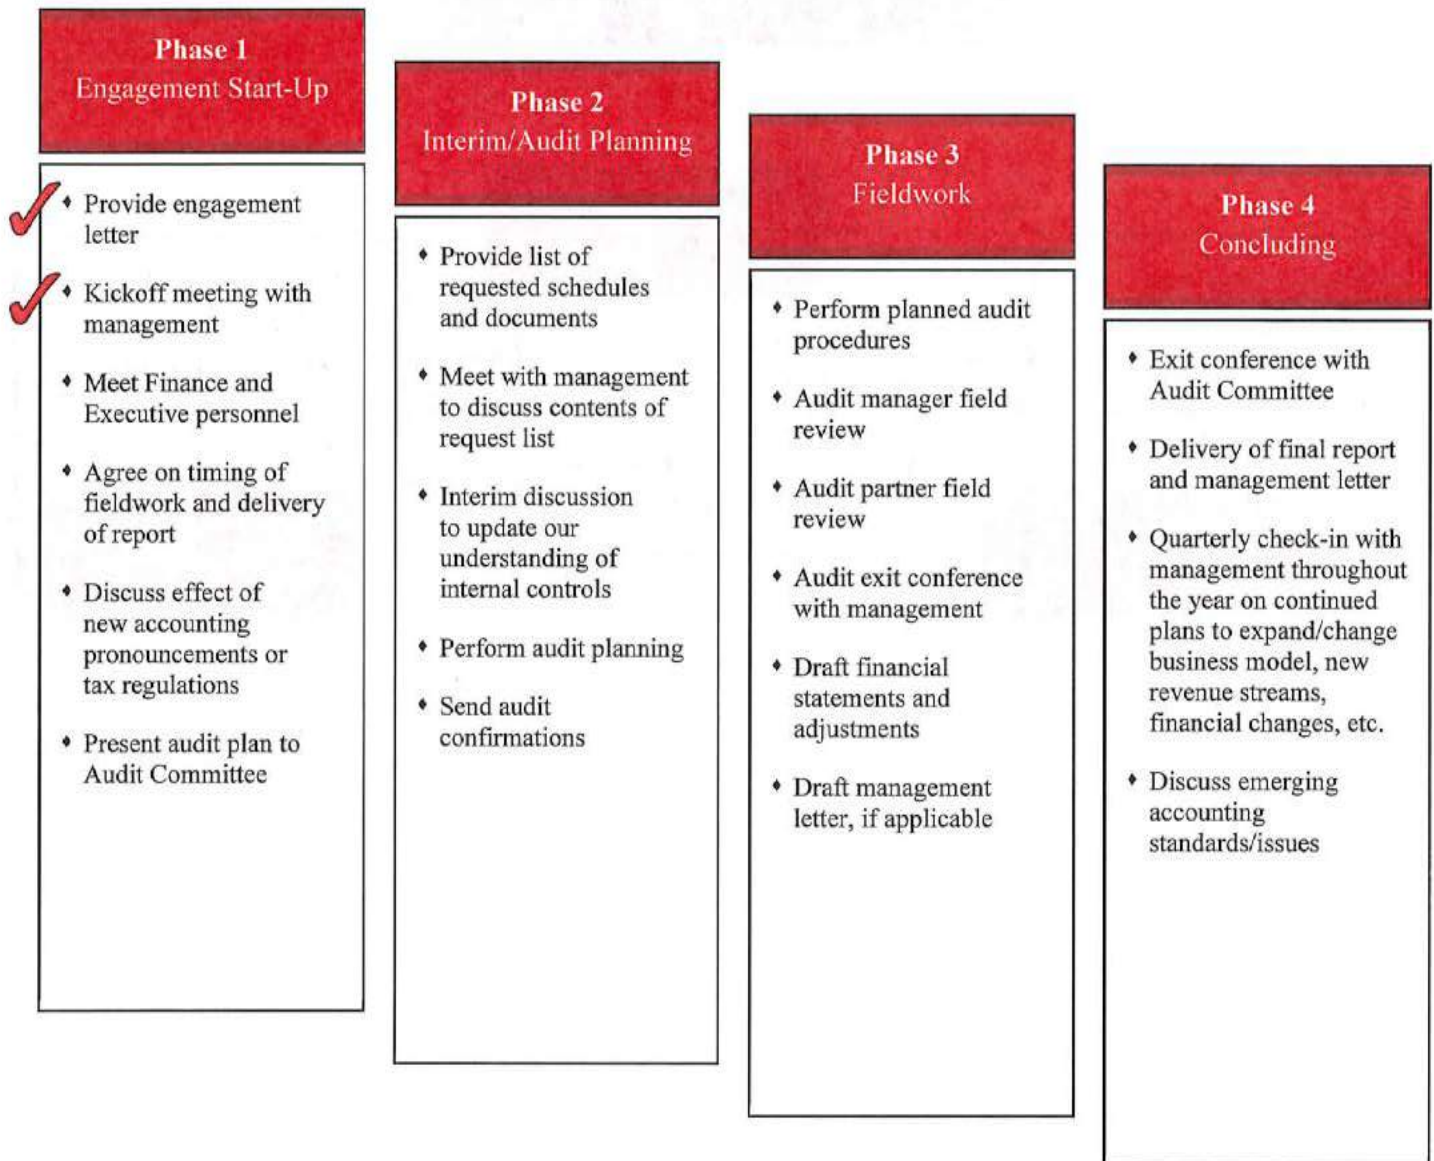 Phase 1
Engagement Start-Up
♦ Provide engagement
letter
♦ Kickoff meeting with
management
♦ Meet Finance and
Executive personnel
♦ Agree on timing of
fieldwork and delivery
of report
♦ Discuss effect of
new accounting
pronouncements or
tax regulations
♦ Present audit plan to
Audit Committee
Phase 2
Interim/Audit Planning
♦ Provide list of
requested schedules
and documents
♦ Meet with management
to discuss contents of
request list
♦ Interim discussion
to update our
understanding of
internal controls
♦ Perform audit planning
♦ Send audit
confirmations
Phase 3
Fieldwork
♦ Perform planned audit
procedures
♦ Audit manager field
review
♦ Audit partner field
review
♦ Audit exit conference
with management
♦ Draft financial
statements and
adjustments
♦ Draft management
letter, if applicable
Phase 4
Concluding
♦ Exit conference with
Audit Committee
♦ Delivery of final report
and management letter
♦ Quarterly check-in with
management throughout
the year on continued
plans to expand/change
business model, new
revenue streams,
financial changes, etc.
♦ Discuss emerging
accounting
standards/issues